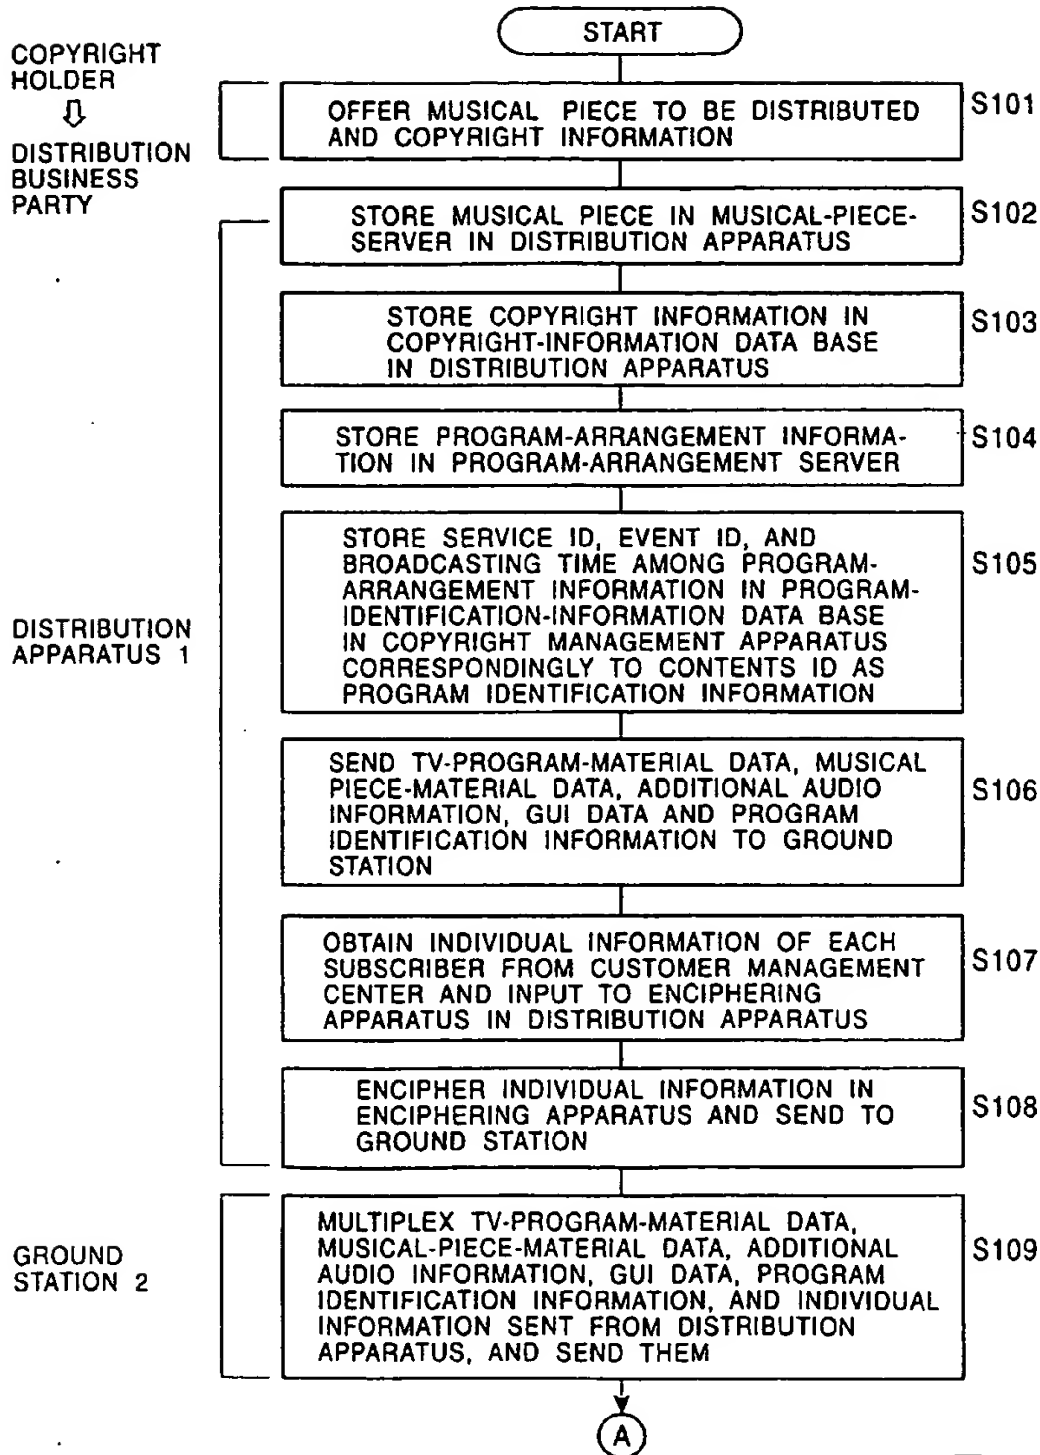 START
COPYRIGHT
HOLDER
⇩
DISTRIBUTION
BUSINESS
PARTY
OFFER MUSICAL PIECE TO BE DISTRIBUTED
AND COPYRIGHT INFORMATION
S101
STORE MUSICAL PIECE IN MUSICAL-PIECE-
SERVER IN DISTRIBUTION APPARATUS
S102
STORE COPYRIGHT INFORMATION IN
COPYRIGHT-INFORMATION DATA BASE
IN DISTRIBUTION APPARATUS
S103
STORE PROGRAM-ARRANGEMENT INFORMA-
TION IN PROGRAM-ARRANGEMENT SERVER
S104
DISTRIBUTION
APPARATUS 1
STORE SERVICE ID, EVENT ID, AND
BROADCASTING TIME AMONG PROGRAM-
ARRANGEMENT INFORMATION IN PROGRAM-
IDENTIFICATION-INFORMATION DATA BASE
IN COPYRIGHT MANAGEMENT APPARATUS
CORRESPONDINGLY TO CONTENTS ID AS
PROGRAM IDENTIFICATION INFORMATION
S105
SEND TV-PROGRAM-MATERIAL DATA, MUSICAL
PIECE-MATERIAL DATA, ADDITIONAL AUDIO
INFORMATION, GUI DATA AND PROGRAM
IDENTIFICATION INFORMATION TO GROUND
STATION
S106
OBTAIN INDIVIDUAL INFORMATION OF EACH
SUBSCRIBER FROM CUSTOMER MANAGEMENT
CENTER AND INPUT TO ENCIPHERING
APPARATUS IN DISTRIBUTION APPARATUS
S107
ENCIPHER INDIVIDUAL INFORMATION IN
ENCIPHERING APPARATUS AND SEND TO
GROUND STATION
S108
GROUND
STATION 2
MULTIPLEX TV-PROGRAM-MATERIAL DATA,
MUSICAL-PIECE-MATERIAL DATA, ADDITIONAL
AUDIO INFORMATION, GUI DATA, PROGRAM
IDENTIFICATION INFORMATION, AND INDIVIDUAL
INFORMATION SENT FROM DISTRIBUTION
APPARATUS, AND SEND THEM
S109
A